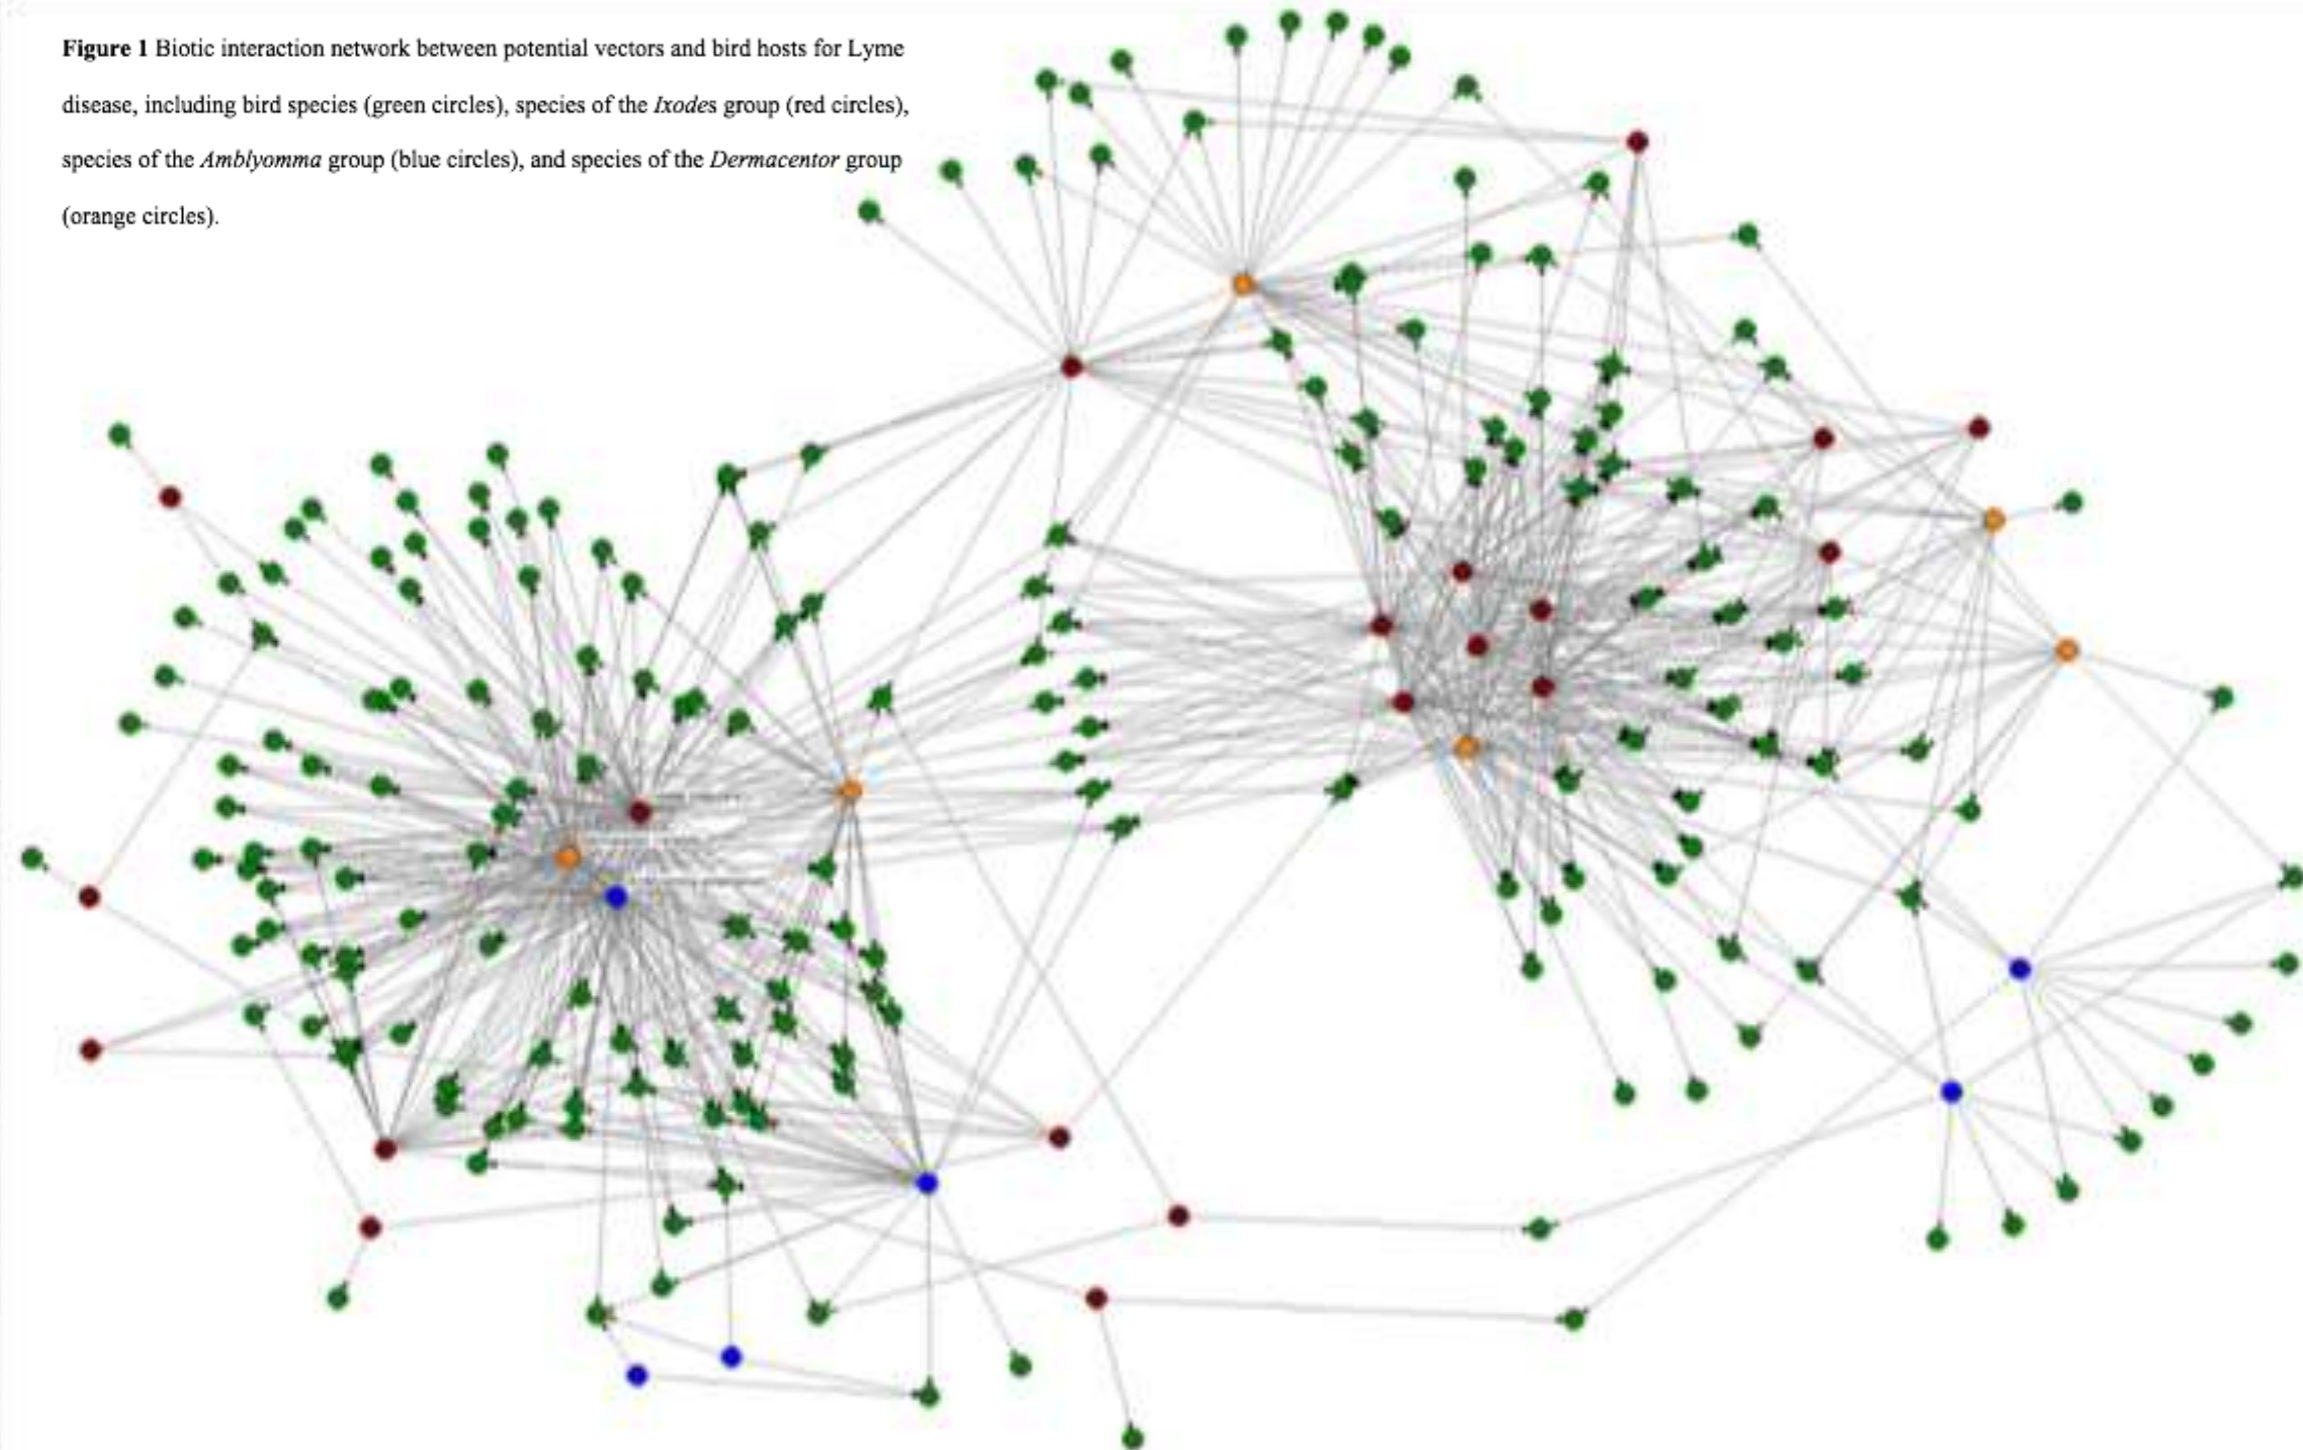 Figure 1 Biotic interaction network between potential vectors and bird hosts for Lyme
disease, including bird species (green circles), species of the Ixodes group (red circles),
species of the Amblyomma group (blue circles), and species of the Dermacentor group
(orange circles).